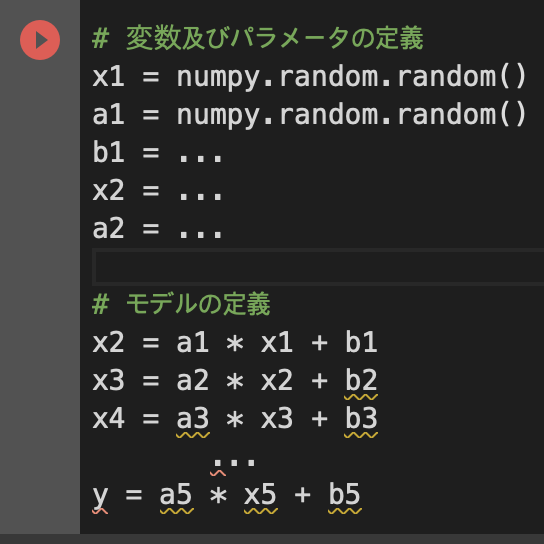 # 変数及びパラメータの定義
x1 = numpy.random.random()
a1 = numpy.random.random()
b1 = ...
x2 = ...
a2 = ...
# モデルの定義
x2 = a1 * x1 + b1
x3 = a2 * x2 + b2
x4 = a3 * x3 + b3
...
y = a5 * x5 + b5